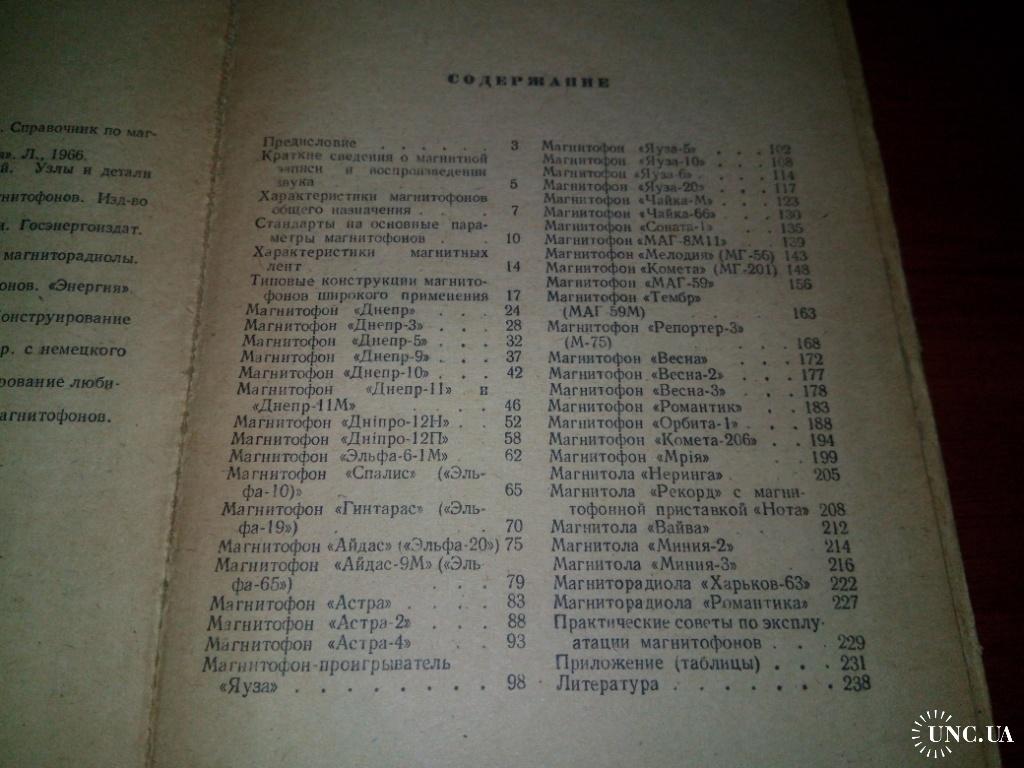 . Справочник по маг-
». Л., 1966.
й. Узлы и детали
гнитофонов. Изд-во
и. Госэнергоиздат.
магниторадиолы.
онов. «Энергия».
Конструирование
р. с немецкого
рование люби-
агнитофонов.
СОДЕРЖАНИЕ
Предисловие . . . . . . 3
Краткие сведения о магнитной
записи и воспроизведении
звука 5
Характеристики магнитофонов
общего назначения . . . 7
Стандарты на основные пара-
метры магнитофонов . . 10
Характеристики магнитных
лент 14
Типовые конструкции магнито-
фонов широкого применения 17
Магнитофон «Днепр» . . . 24
Магнитофон «Днепр-3» . . 28
Магнитофон «Днепр-5» . . 32
Магнитофон «Днепр-9» . . 37
Магнитофон «Днепр-10» . . 42
Магнитофон «Днепр-11» и
«Днепр-11М» . . . . 46
Магнитофон «Дніпро-12Н» . . 52
Магнитофон «Дніпро-12П» 58
Магнитофон «Эльфа-6-1М» . 62
Магнитофон «Спалис» («Эль-
фа-10)» . . . . . 65
Магнитофон «Гинтарас» («Эль-
фа-19») . . . . . 70
Магнитофон «Айдас» («Эльфа-20») 75
Магнитофон «Айдас-9М» («Эль-
фа-65») . . . . . 79
Магнитофон «Астра» . . . . 83
Магнитофон «Астра-2» . . . 88
Магнитофон «Астра-4» . . 93
Магнитофон-проигрыватель
«Яуза» . . . . . . . . 98
Магнитофон «Яуза-5» . . . 102
Магнитофон «Яуза-10» . . . 108
Магнитофон «Яуза-6» . . . 114
Магнитофон «Яуза-20» . . 117
Магнитофон «Чайка-М» . . . 123
Магнитофон «Чайка-66» . . 130
Магнитофон «Соната-1» . . 135
Магнитофон «МАГ-8М11» . . 139
Магнитофон «Мелодия» (МГ-56) 143
Магнитофон «Комета» (МГ-201) 148
Магнитофон «МАГ-59» . . . 156
Магнитофон «Тембр»
(МАГ-59М) 163
Магнитофон «Репортер-3»
(М-75) . . . . . 168
Магнитофон «Весна» . . . 172
Магнитофон «Весна-2» . . . 177
Магнитофон «Весна-3» . . . 178
Магнитофон «Романтик» . . 183
Магнитофон «Орбита-1» . . . 188
Магнитофон «Комета-206» . . 194
Магнитофон «Мрія» . . . 199
Магнитола «Неринга» . . . 205
Магнитола «Рекорд» с магни-
тофонной приставкой «Нота» 208
Магнитола «Вайва» 212
Магнитола «Миния-2» 214
Магнитола «Миния-3» 216
Магниторадиола «Харьков-63» 222
Магниторадиола «Романтика» 227
Практические советы по эксплу-
атации магнитофонов . . . 229
Приложение (таблицы) . . . 231
Литература . . . . . . . 238
UNC.UA